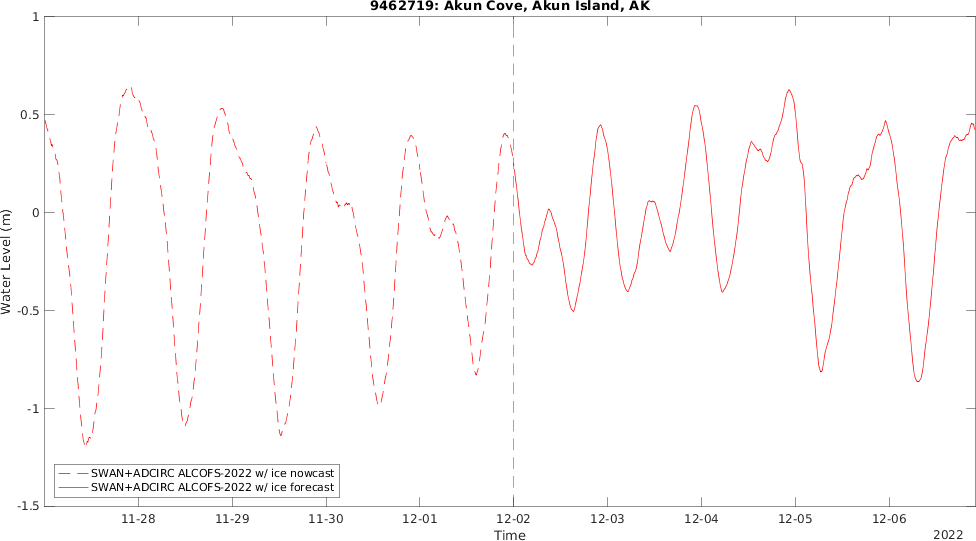 9462719: Akun Cove, Akun Island, AK
1
0.5
0
-0.5
-1
-1.5
Water Level (m)
SWAN+ADCIRC ALCOFS-2022 w/ ice nowcast
SWAN+ADCIRC ALCOFS-2022 w/ ice forecast
11-28 11-29 11-30 12-01 12-02 12-03 12-04 12-05 12-06
Time
2022